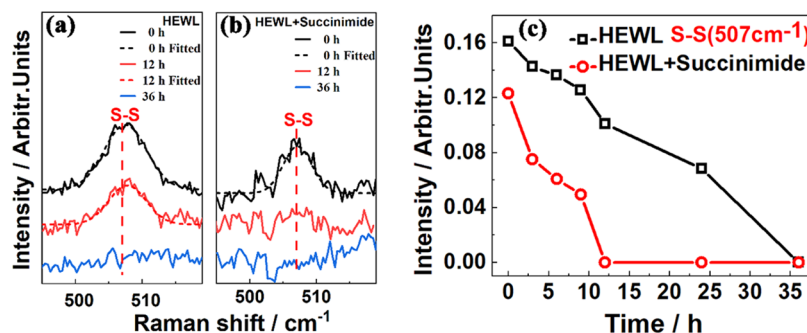 (a)
HEWL
0 h
0 h Fitted
12 h
12 h Fitted
36 h
S-S
(b)
HEWL+Succinimide
0 h
0 h Fitted
12 h
36 h
S-S
500
510
500
510
Intensity / Arbitr.Units
Raman shift / cm-1
(c)
HEWL S-S(507cm-1)
HEWL+Succinimide
0.16
0.12
0.08
0.04
0.00
0
5
10
15
20
25
30
35
Intensity / Arbitr.Units
Time / h